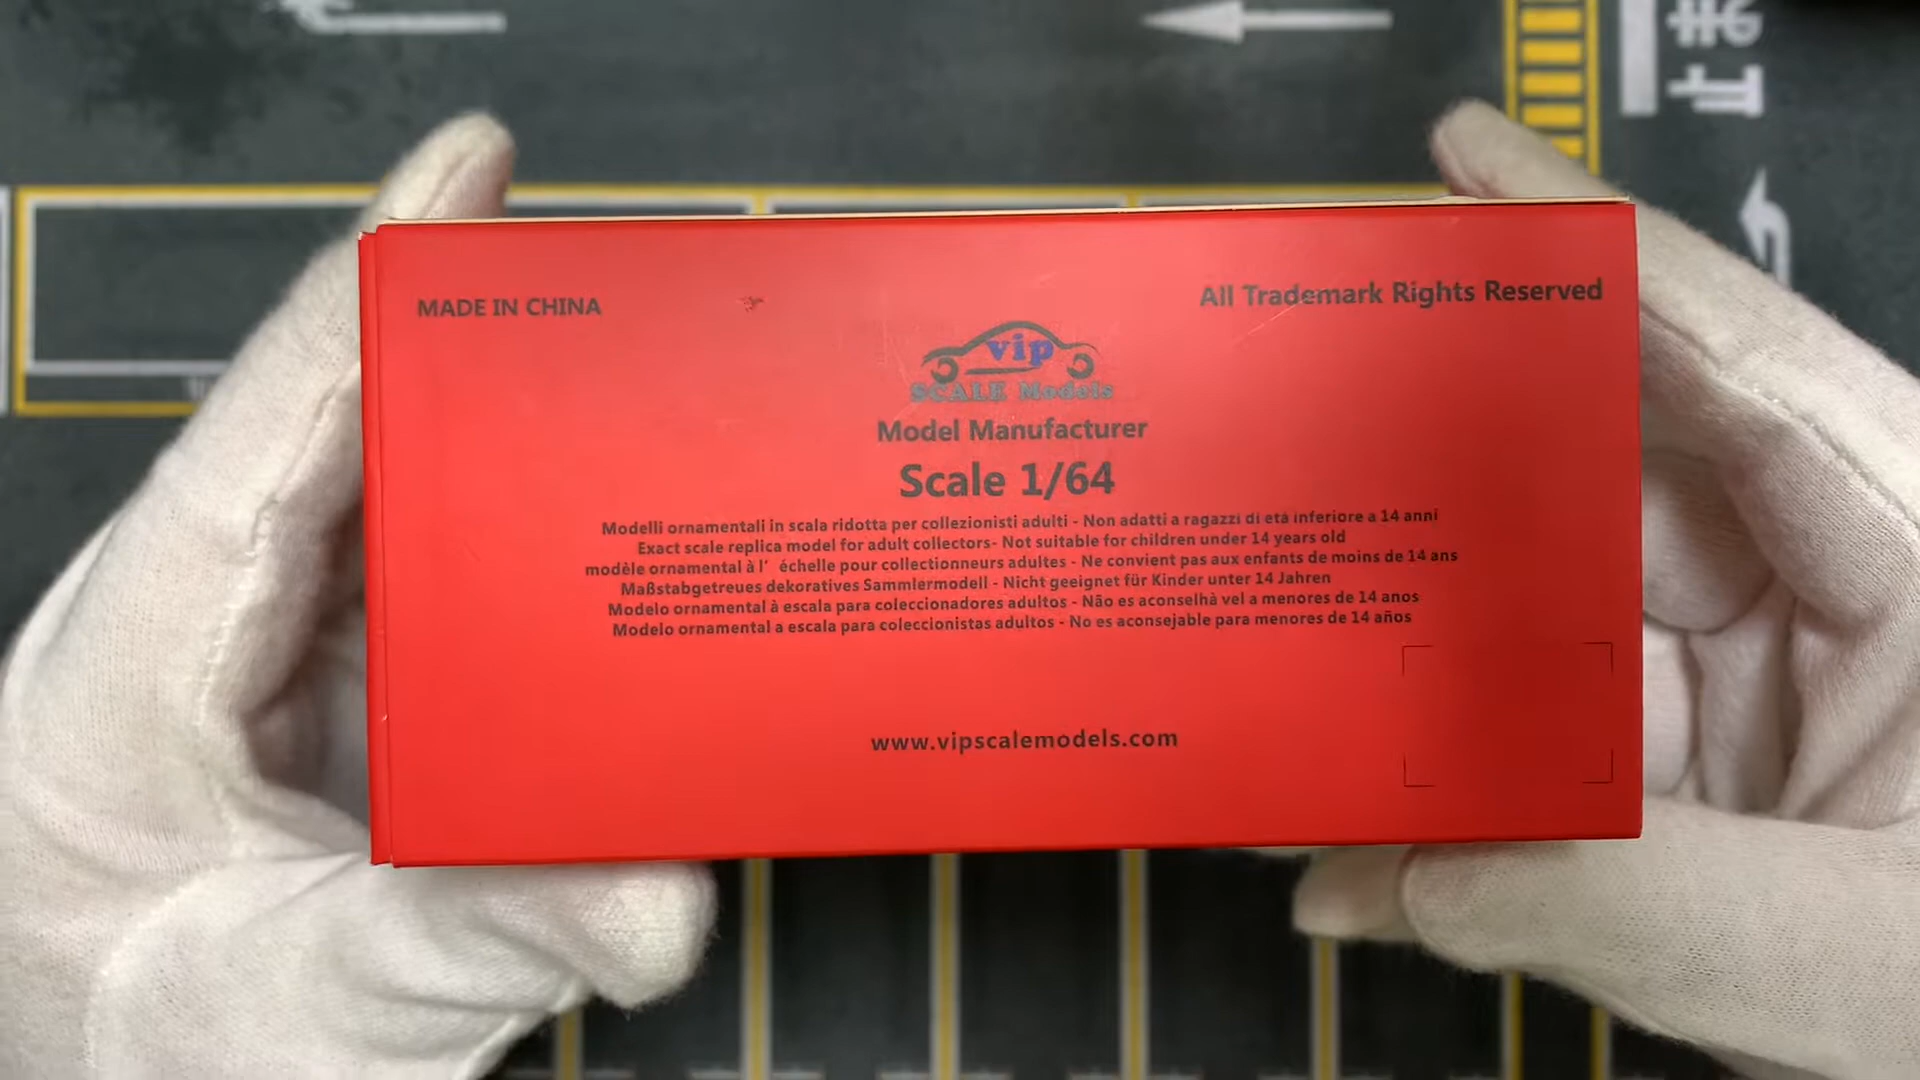 MADE IN CHINA
All Trademark Rights Reserved
vip
SCALE Models
Model Manufacturer
Scale 1/64
Modelli ornamentali in scala ridotta per collezionisti adulti - Non adatti a ragazzi di età inferiore a 14 anni
Exact scale replica model for adult collectors- Not suitable for children under 14 years old
modèle ornamental à l’ échelle pour collectionneurs adultes - Ne convient pas aux enfants de moins de 14 ans
Maßstabgetreues dekoratives Sammlermodell - Nicht geeignet für Kinder unter 14 Jahren
Modelo ornamental à escala para coleccionadores adultos - Não es aconselhà vel a menores de 14 anos
Modelo ornamental a escala para coleccionistas adultos - No es aconsejable para menores de 14 años
www.vipscalemodels.com